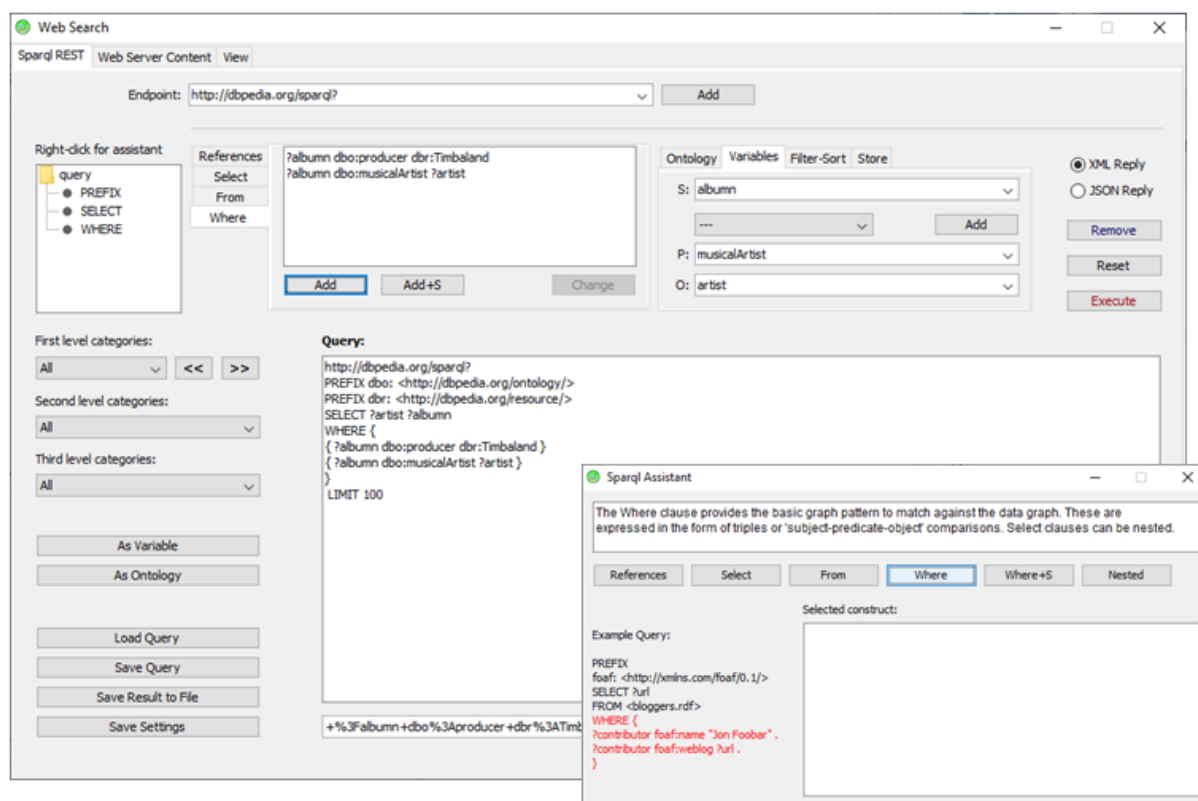 Web Search
Sparql REST Web Server Content View
Endpoint: http://dbpedia.org/sparql? Add
Right-click for assistant
query
PREFIX
SELECT
WHERE
References
Select
From
Where
?albumn dbo:producer dbr:Timbaland
?albumn dbo:musicalArtist ?artist
Add Add+S Change
Ontology Variables Filter-Sort Store
S: albumn
--- Add
P: musicalArtist
O: artist
XML Reply
JSON Reply
Remove
Reset
Execute
First level categories:
All << >>
Second level categories:
All
Third level categories:
All
As Variable
As Ontology
Load Query
Save Query
Save Result to File
Save Settings
Query:
http://dbpedia.org/sparql?
PREFIX dbo: <http://dbpedia.org/ontology/>
PREFIX dbr: <http://dbpedia.org/resource/>
SELECT ?artist ?albumn
WHERE {
{ ?albumn dbo:producer dbr:Timbaland }
{ ?albumn dbo:musicalArtist ?artist }
}
LIMIT 100
+%3Falbumn+dbo%3Aproducer+dbr%3ATimb
Sparql Assistant
The Where clause provides the basic graph pattern to match against the data graph. These are
expressed in the form of triples or 'subject-predicate-object' comparisons. Select clauses can be nested.
References Select From Where Where+S Nested
Selected construct:
Example Query:
PREFIX
foaf: <http://xmlns.com/foaf/0.1/>
SELECT ?url
FROM <bloggers.rdf>
WHERE {
?contributor foaf:name "Jon Foobar" .
?contributor foaf:weblog ?url .
}